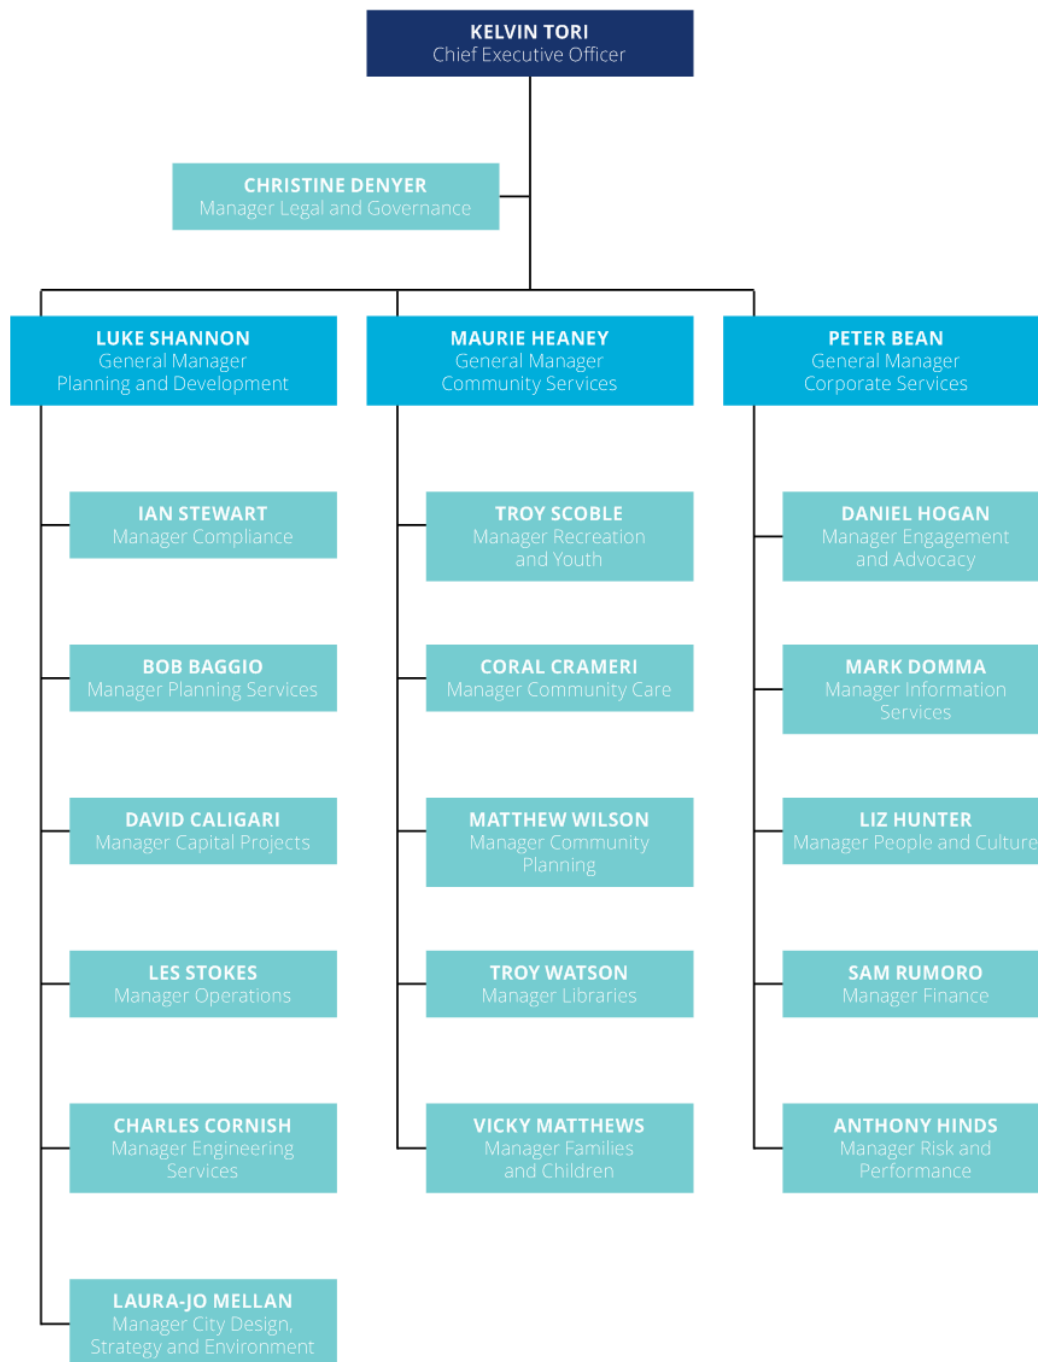 KELVIN TORI
Chief Executive Officer
CHRISTINE DENYER
Manager Legal and Governance
LUKE SHANNON
General Manager
Planning and Development
IAN STEWART
Manager Compliance
BOB BAGGIO
Manager Planning Services
DAVID CALIGARI
Manager Capital Projects
LES STOKES
Manager Operations
CHARLES CORNISH
Manager Engineering
Services
LAURA-JO MELLAN
Manager City Design,
Strategy and Environment
MAURIE HEANEY
General Manager
Community Services
TROY SCOBLE
Manager Recreation
and Youth
CORAL CRAMERI
Manager Community Care
MATTHEW WILSON
Manager Community
Planning
TROY WATSON
Manager Libraries
VICKY MATTHEWS
Manager Families
and Children
PETER BEAN
General Manager
Corporate Services
DANIEL HOGAN
Manager Engagement
and Advocacy
MARK DOMMA
Manager Information
Services
LIZ HUNTER
Manager People and Culture
SAM RUMORO
Manager Finance
ANTHONY HINDS
Manager Risk and
Performance